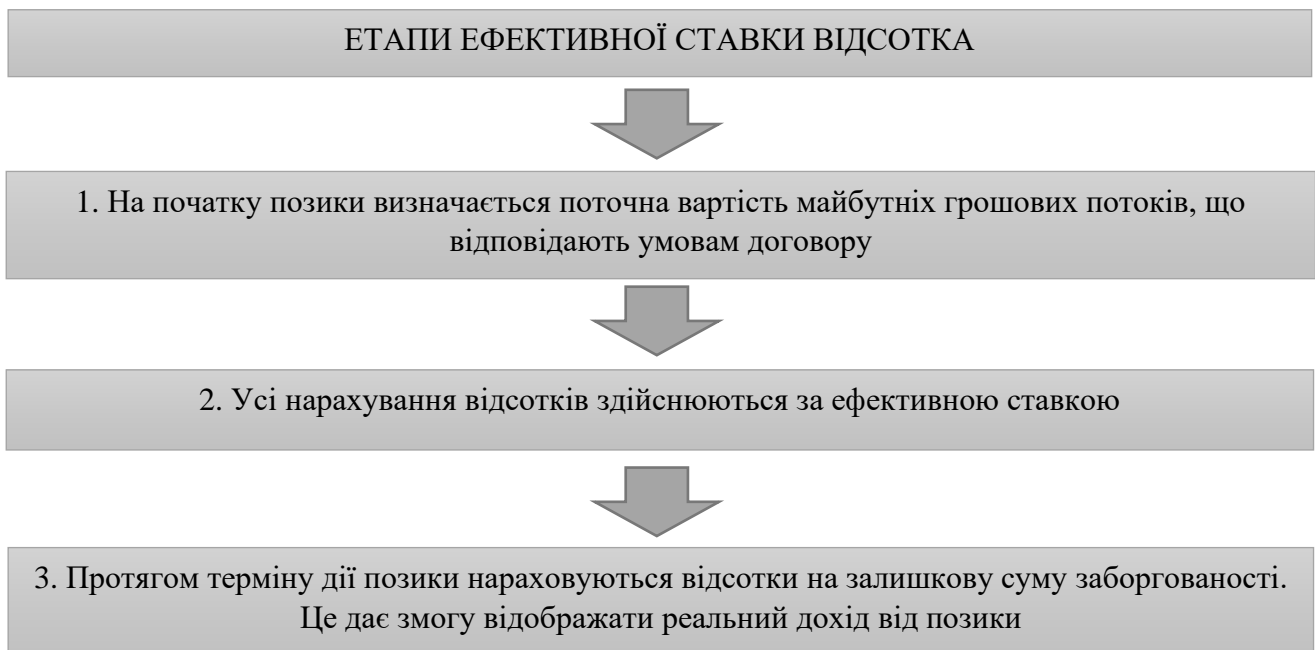 ЕТАПИ ЕФЕКТИВНОЇ СТАВКИ ВІДСОТКА
1. На початку позики визначається поточна вартість майбутніх грошових потоків, що
відповідають умовам договору
2. Усі нарахування відсотків здійснюються за ефективною ставкою
3. Протягом терміну дії позики нараховуються відсотки на залишкову суму заборгованості.
Це дає змогу відображати реальний дохід від позики